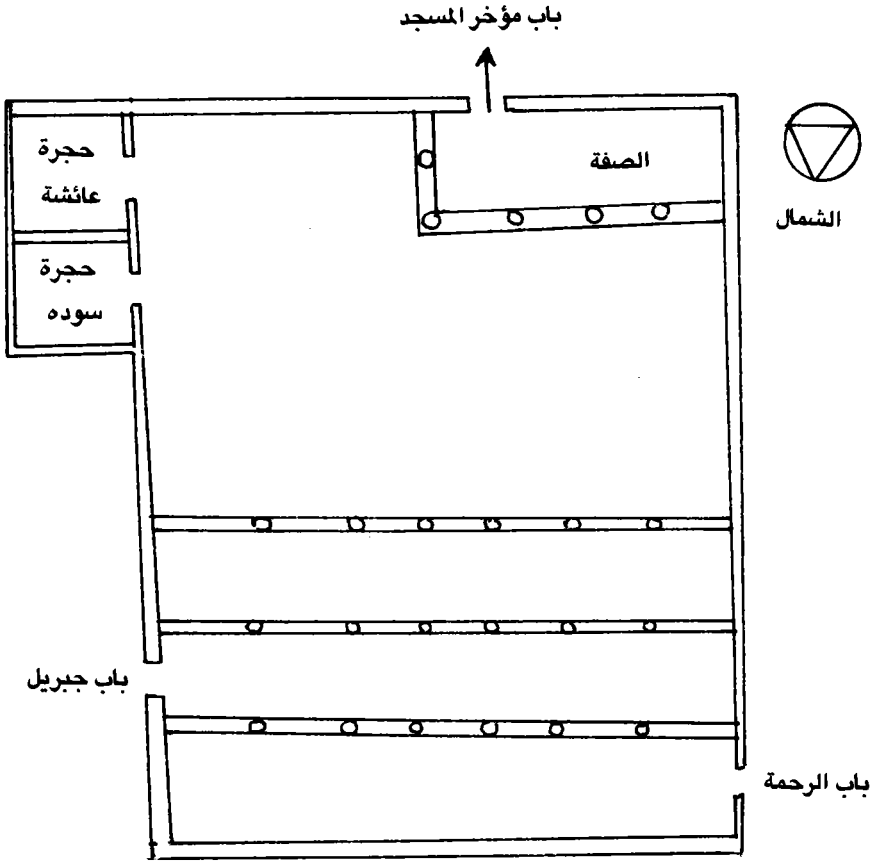 باب مؤخر المسجد
الصفة
حجرة
عائشة
حجرة
سوده
الشمال
باب جبريل
باب الرحمة